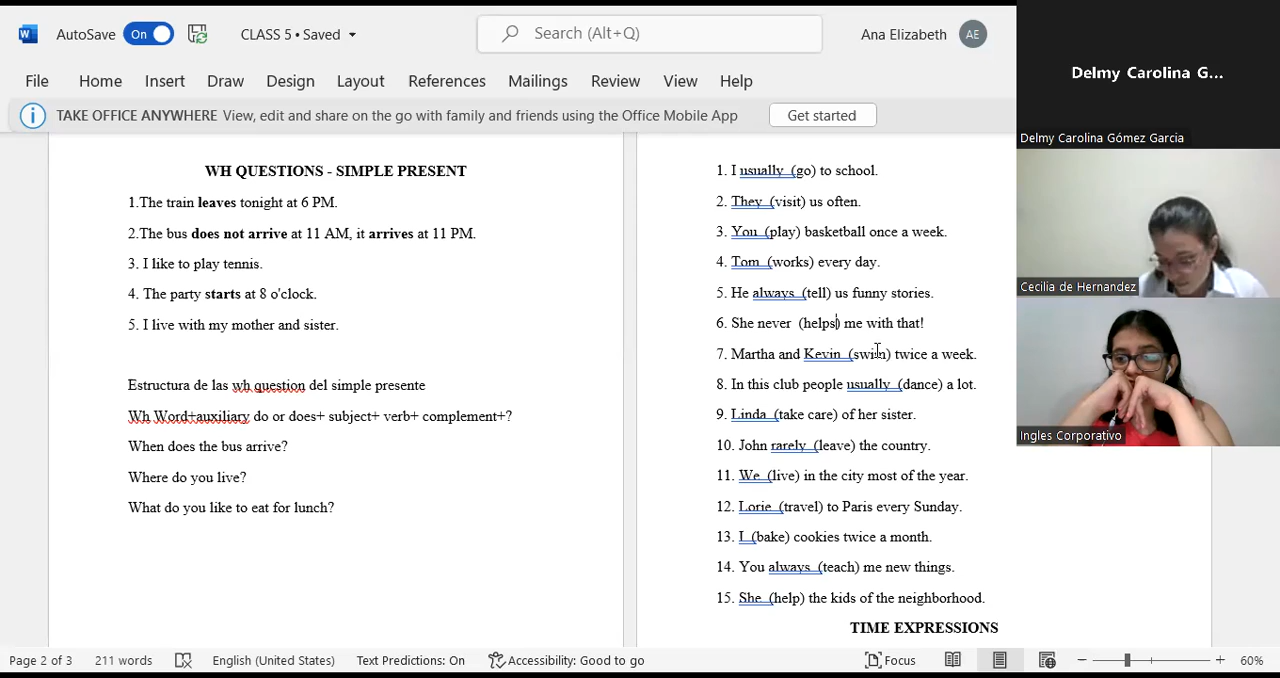 AutoSave On CLASS 5 • Saved Search (Alt+Q) Ana Elizabeth AE
File Home Insert Draw Design Layout References Mailings Review View Help
TAKE OFFICE ANYWHERE View, edit and share on the go with family and friends using the Office Mobile App Get started
WH QUESTIONS - SIMPLE PRESENT
1.The train leaves tonight at 6 PM.
2.The bus does not arrive at 11 AM, it arrives at 11 PM.
3. I like to play tennis.
4. The party starts at 8 o'clock.
5. I live with my mother and sister.
Estructura de las wh question del simple presente
Wh Word+auxiliary do or does+ subject+ verb+ complement+?
When does the bus arrive?
Where do you live?
What do you like to eat for lunch?
1. I usually (go) to school.
2. They (visit) us often.
3. You (play) basketball once a week.
4. Tom (works) every day.
5. He always (tell) us funny stories.
6. She never (helps) me with that!
7. Martha and Kevin (swim) twice a week.
8. In this club people usually (dance) a lot.
9. Linda (take care) of her sister.
10. John rarely (leave) the country.
11. We (live) in the city most of the year.
12. Lorie (travel) to Paris every Sunday.
13. I (bake) cookies twice a month.
14. You always (teach) me new things.
15. She (help) the kids of the neighborhood.
TIME EXPRESSIONS
Delmy Carolina G...
Delmy Carolina Gómez Garcia
Cecilia de Hernandez
Ingles Corporativo
Page 2 of 3 211 words English (United States) Text Predictions: On Accessibility: Good to go Focus 60%